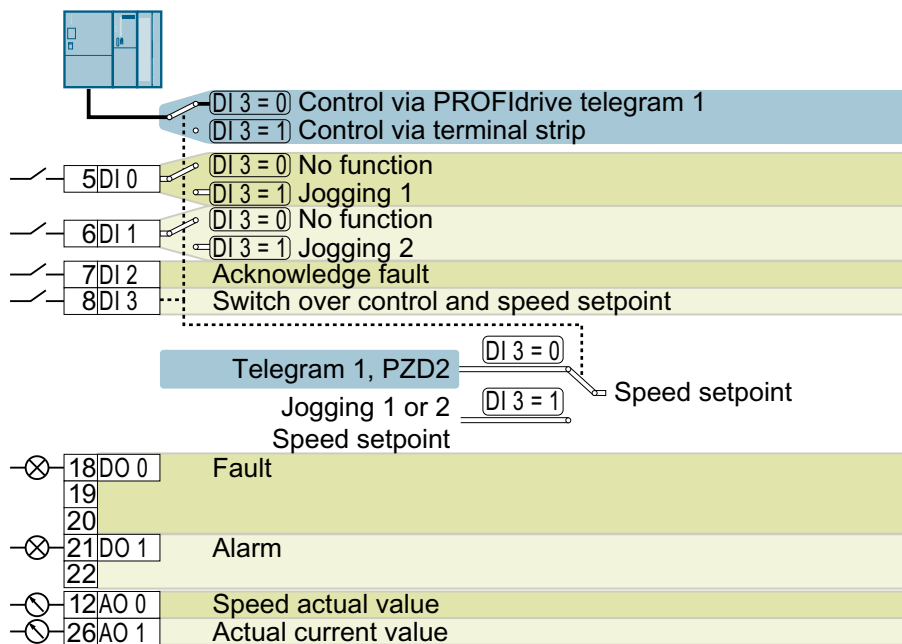 DI 3 = 0 Control via PROFIdrive telegram 1
DI 3 = 1 Control via terminal strip
5 DI 0 DI 3 = 0 No function
DI 3 = 1 Jogging 1
6 DI 1 DI 3 = 0 No function
DI 3 = 1 Jogging 2
7 DI 2 Acknowledge fault
8 DI 3 Switch over control and speed setpoint
Telegram 1, PZD2 DI 3 = 0
Speed setpoint
Jogging 1 or 2 DI 3 = 1
Speed setpoint
18 DO 0 Fault
19
20
21 DO 1 Alarm
22
12 AO 0 Speed actual value
26 AO 1 Actual current value